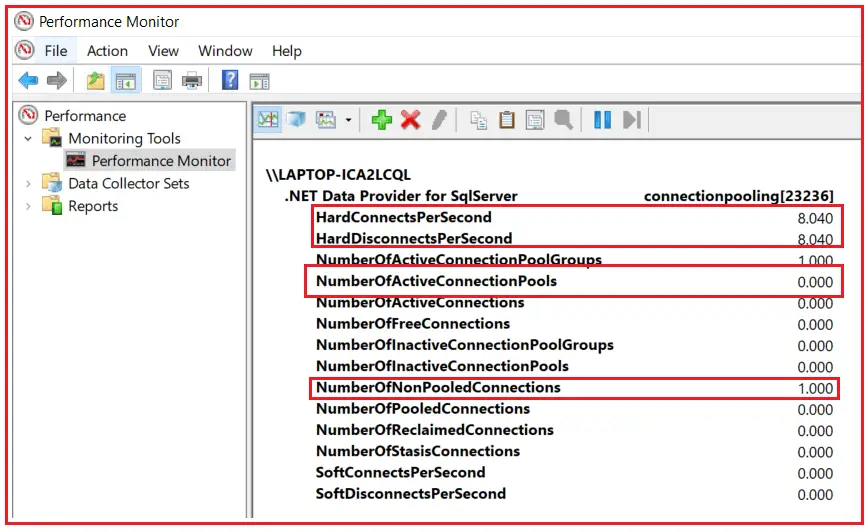 Performance Monitor
File Action View Window Help
Performance
Monitoring Tools
Performance Monitor
Data Collector Sets
Reports
\\LAPTOP-ICA2LCQL
.NET Data Provider for SqlServer connectionpooling[23236]
HardConnectsPerSecond 8.040
HardDisconnectsPerSecond 8.040
NumberOfActiveConnectionPoolGroups 1.000
NumberOfActiveConnectionPools 0.000
NumberOfActiveConnections 0.000
NumberOfFreeConnections 0.000
NumberOfInactiveConnectionPoolGroups 0.000
NumberOfInactiveConnectionPools 0.000
NumberOfNonPooledConnections 1.000
NumberOfPooledConnections 0.000
NumberOfReclaimedConnections 0.000
NumberOfStasisConnections 0.000
SoftConnectsPerSecond 0.000
SoftDisconnectsPerSecond 0.000